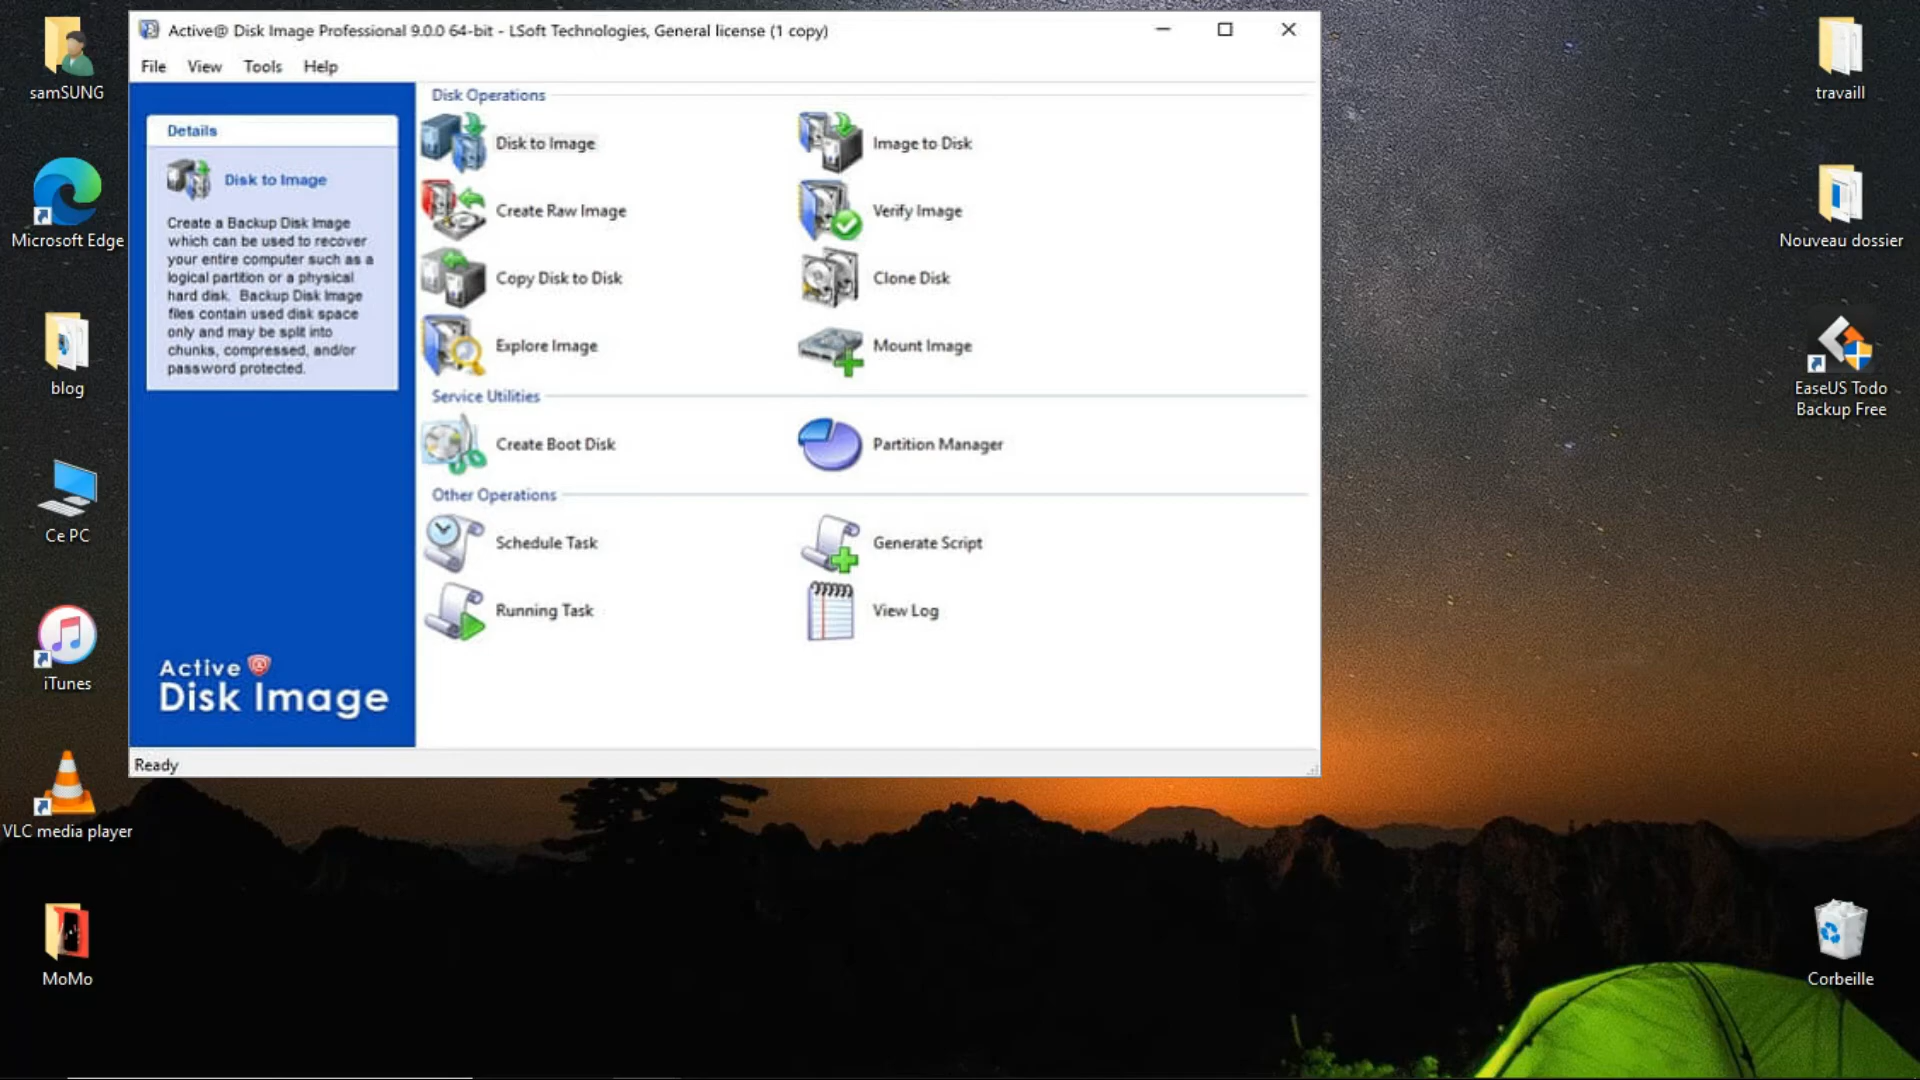 samSUNG
Microsoft Edge
blog
Ce PC
iTunes
VLC media player
MoMo
Active@ Disk Image Professional 9.0.0 64-bit - LSoft Technologies, General license (1 copy)
File View Tools Help
Details
Disk to Image
Create a Backup Disk Image
which can be used to recover
your entire computer such as a
logical partition or a physical
hard disk. Backup Disk Image
files contain used disk space
only and may be split into
chunks, compressed, and/or
password protected.
Active@
Disk Image
Disk Operations
Disk to Image
Image to Disk
Create Raw Image
Verify Image
Copy Disk to Disk
Clone Disk
Explore Image
Mount Image
Service Utilities
Create Boot Disk
Partition Manager
Other Operations
Schedule Task
Generate Script
Running Task
View Log
Ready
travaill
Nouveau dossier
EaseUS Todo
Backup Free
Corbeille